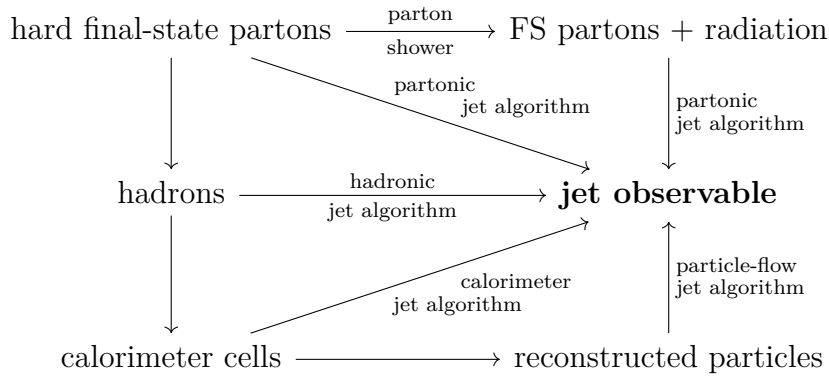 hard final-state partons
parton
shower
FS partons + radiation
partonic
jet algorithm
partonic
jet algorithm
hadrons
hadronic
jet algorithm
jet observable
calorimeter
jet algorithm
particle-flow
jet algorithm
calorimeter cells
reconstructed particles